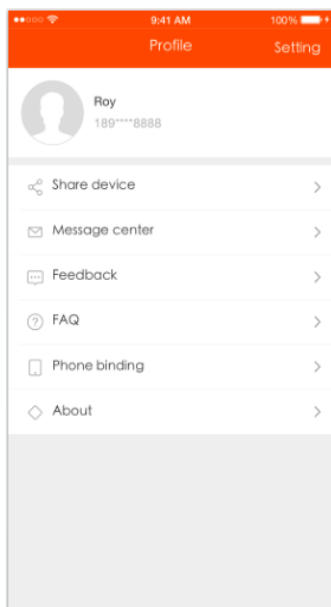 9:41 AM 100%
Profile Setting
Roy
189****8888
Share device
Message center
Feedback
FAQ
Phone binding
About